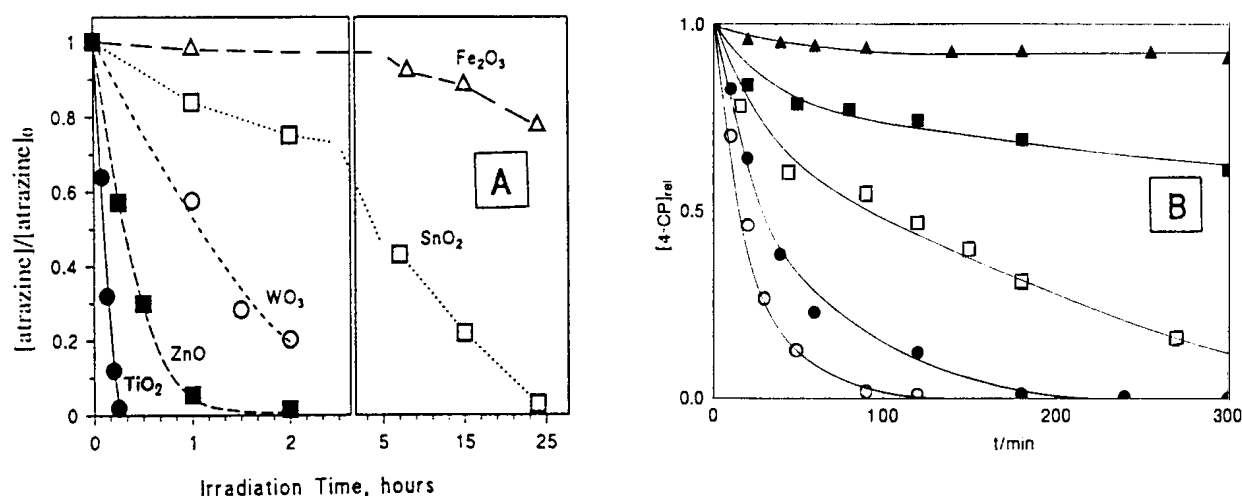 1
0.8
0.6
0.4
0.2
0
[atrazine]/[atrazine]₀
Fe₂O₃
A
SnO₂
WO₃
ZnO
TiO₂
0 1 2 5 15 25
Irradiation Time, hours
1.0
0.5
0.0
[4-CP]rel
B
0 100 200 300
t/min